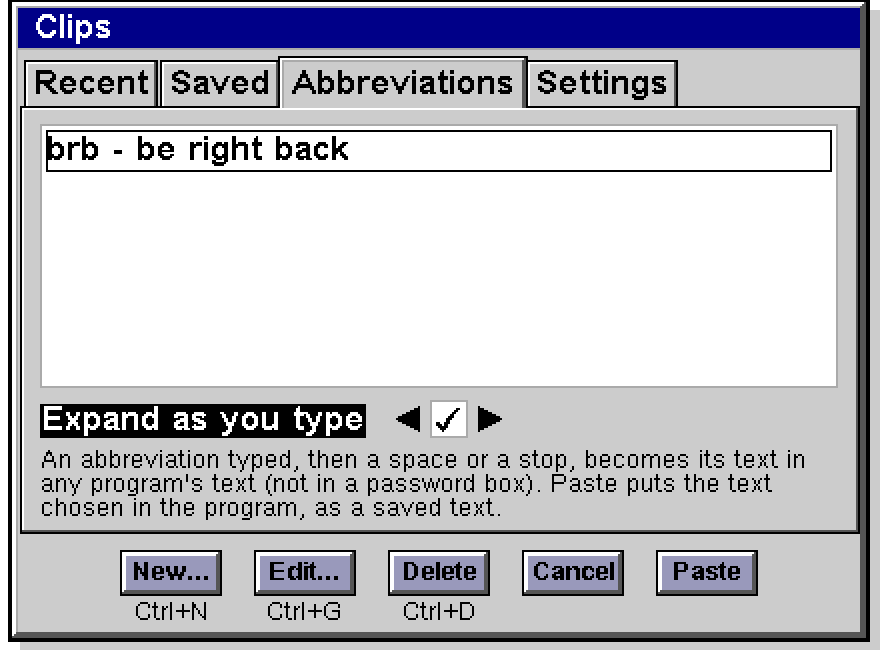 Clips
Recent Saved Abbreviations Settings
brb - be right back
Expand as you type
An abbreviation typed, then a space or a stop, becomes its text in
any program's text (not in a password box). Paste puts the text
chosen in the program, as a saved text.
New... Edit... Delete Cancel Paste
Ctrl+N Ctrl+G Ctrl+D